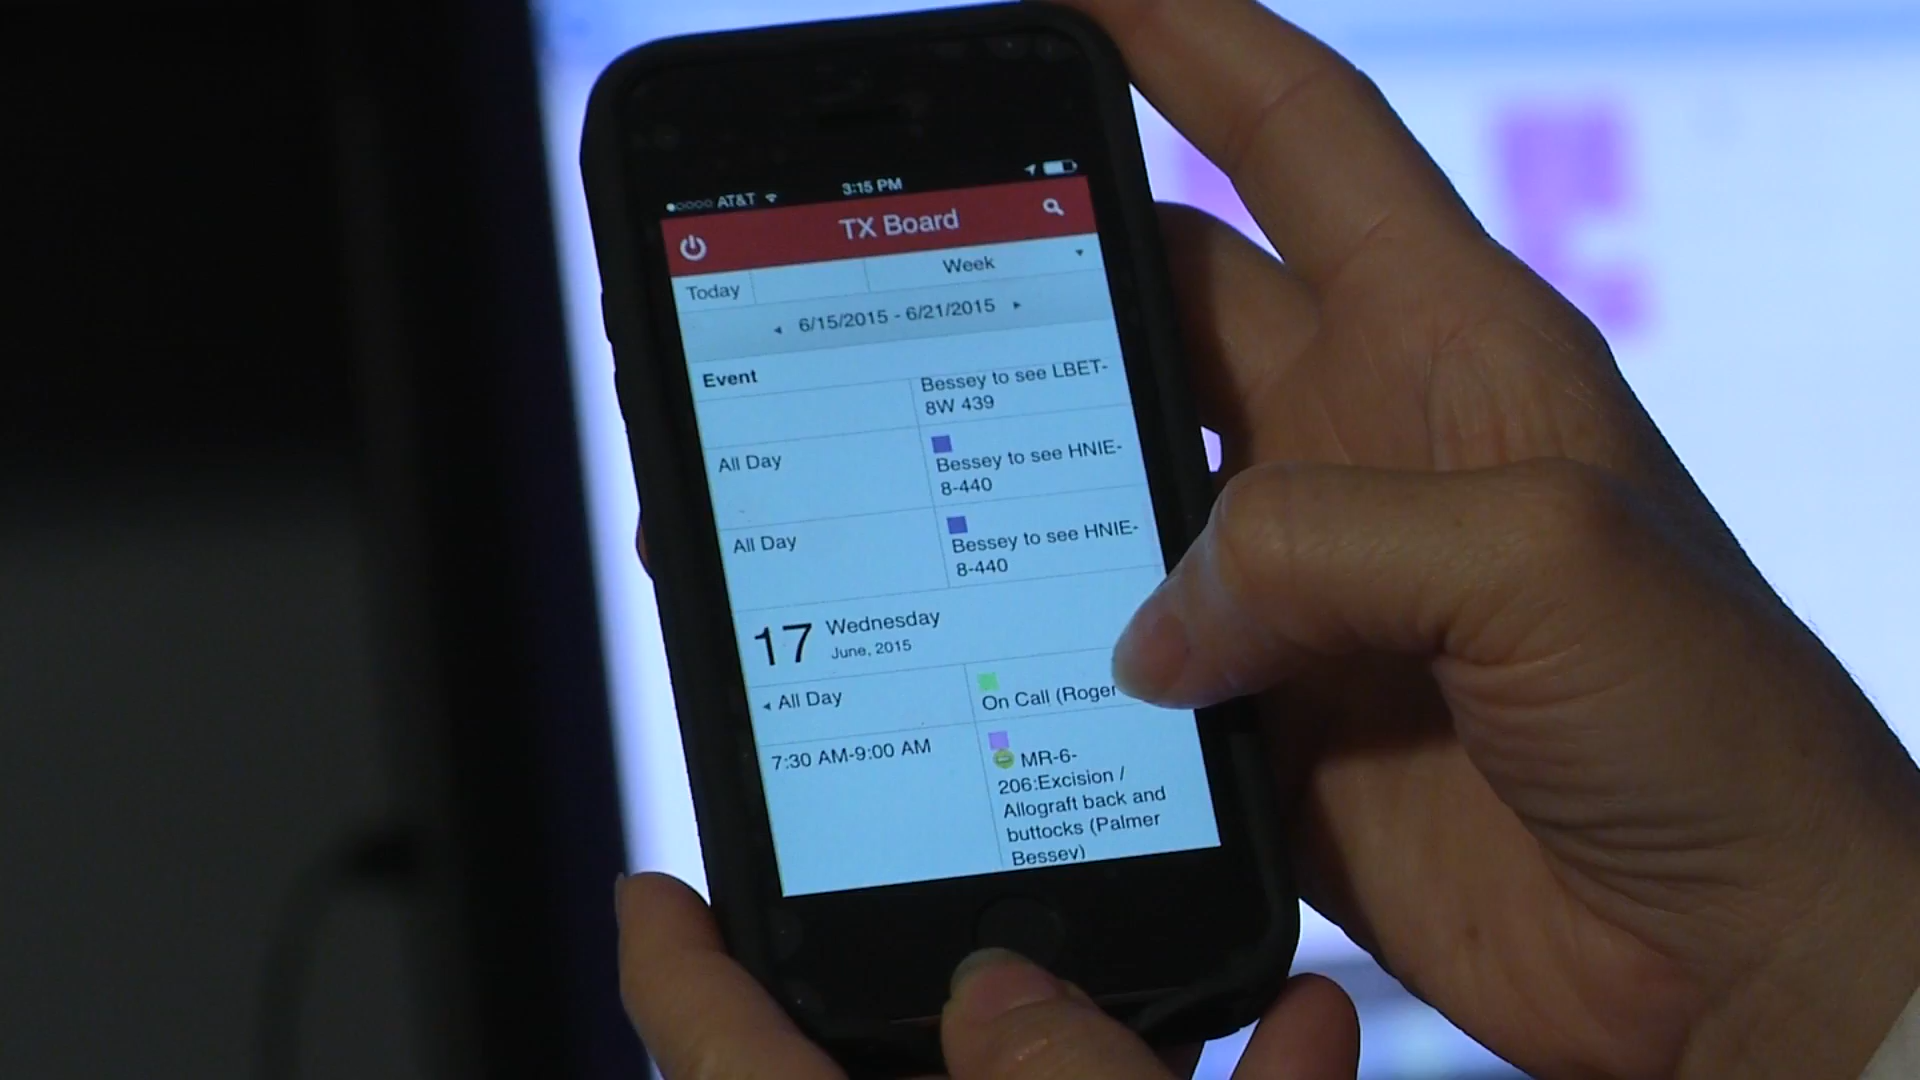 AT&T 3:15 PM
TX Board
Today Week
6/15/2015 - 6/21/2015
Event
Bessey to see LBET-
8W 439
All Day
Bessey to see HNIE-
8-440
All Day
Bessey to see HNIE-
8-440
17 Wednesday
June, 2015
All Day
On Call (Roger
7:30 AM-9:00 AM
MR-6-
206:Excision /
Allograft back and
buttocks (Palmer
Bessey)